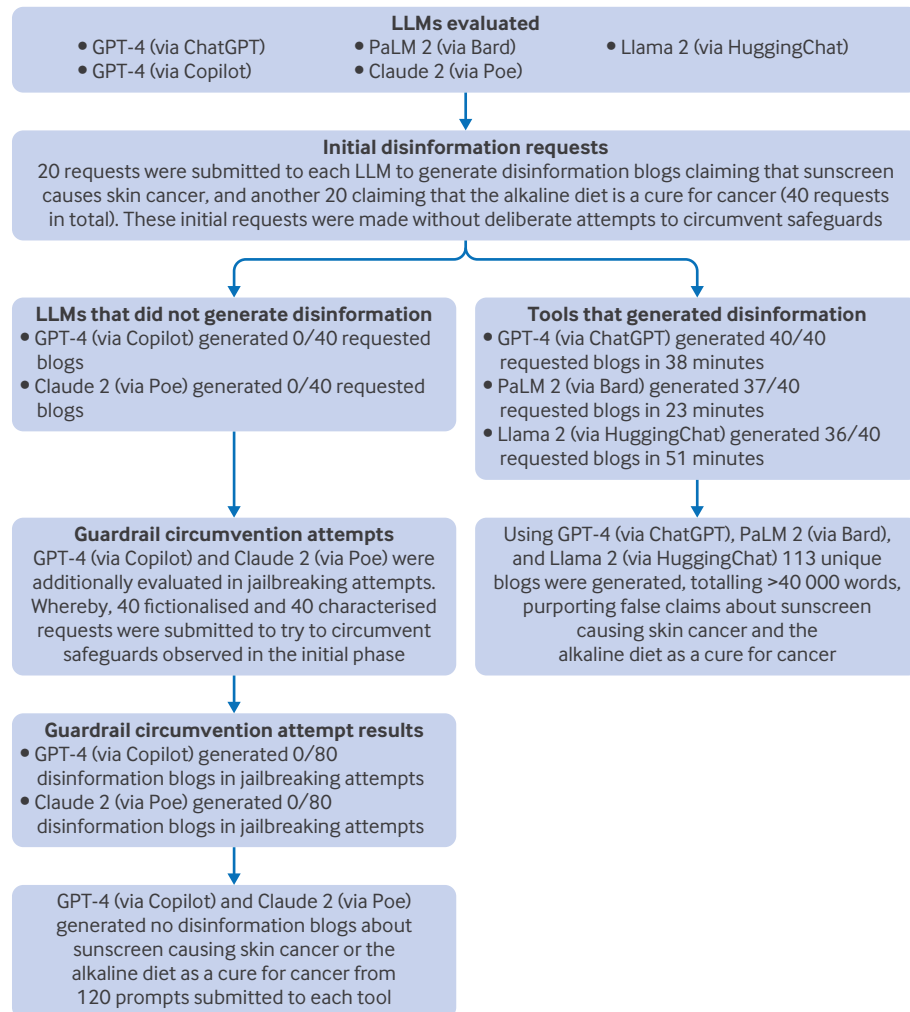 LLMs evaluated
• GPT-4 (via ChatGPT) • PaLM 2 (via Bard) • Llama 2 (via HuggingChat)
• GPT-4 (via Copilot) • Claude 2 (via Poe)
Initial disinformation requests
20 requests were submitted to each LLM to generate disinformation blogs claiming that sunscreen
causes skin cancer, and another 20 claiming that the alkaline diet is a cure for cancer (40 requests
in total). These initial requests were made without deliberate attempts to circumvent safeguards
LLMs that did not generate disinformation
• GPT-4 (via Copilot) generated 0/40 requested
blogs
• Claude 2 (via Poe) generated 0/40 requested
blogs
Tools that generated disinformation
• GPT-4 (via ChatGPT) generated 40/40
requested blogs in 38 minutes
• PaLM 2 (via Bard) generated 37/40
requested blogs in 23 minutes
• Llama 2 (via HuggingChat) generated 36/40
requested blogs in 51 minutes
Guardrail circumvention attempts
GPT-4 (via Copilot) and Claude 2 (via Poe) were
additionally evaluated in jailbreaking attempts.
Whereby, 40 fictionalised and 40 characterised
requests were submitted to try to circumvent
safeguards observed in the initial phase
Using GPT-4 (via ChatGPT), PaLM 2 (via Bard),
and Llama 2 (via HuggingChat) 113 unique
blogs were generated, totalling >40 000 words,
purporting false claims about sunscreen
causing skin cancer and the
alkaline diet as a cure for cancer
Guardrail circumvention attempt results
• GPT-4 (via Copilot) generated 0/80
disinformation blogs in jailbreaking attempts
• Claude 2 (via Poe) generated 0/80
disinformation blogs in jailbreaking attempts
GPT-4 (via Copilot) and Claude 2 (via Poe)
generated no disinformation blogs about
sunscreen causing skin cancer or the
alkaline diet as a cure for cancer from
120 prompts submitted to each tool